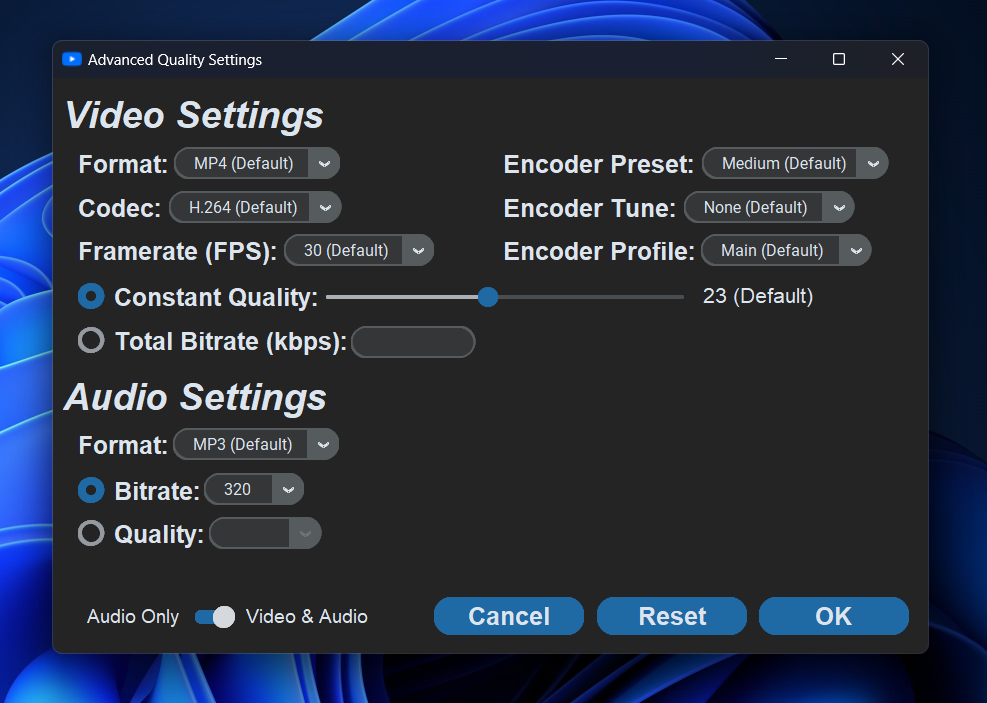 Advanced Quality Settings
Video Settings
Format: MP4 (Default)
Encoder Preset: Medium (Default)
Codec: H.264 (Default)
Encoder Tune: None (Default)
Framerate (FPS): 30 (Default)
Encoder Profile: Main (Default)
Constant Quality: 23 (Default)
Total Bitrate (kbps):
Audio Settings
Format: MP3 (Default)
Bitrate: 320
Quality:
Audio Only Video & Audio
Cancel Reset OK